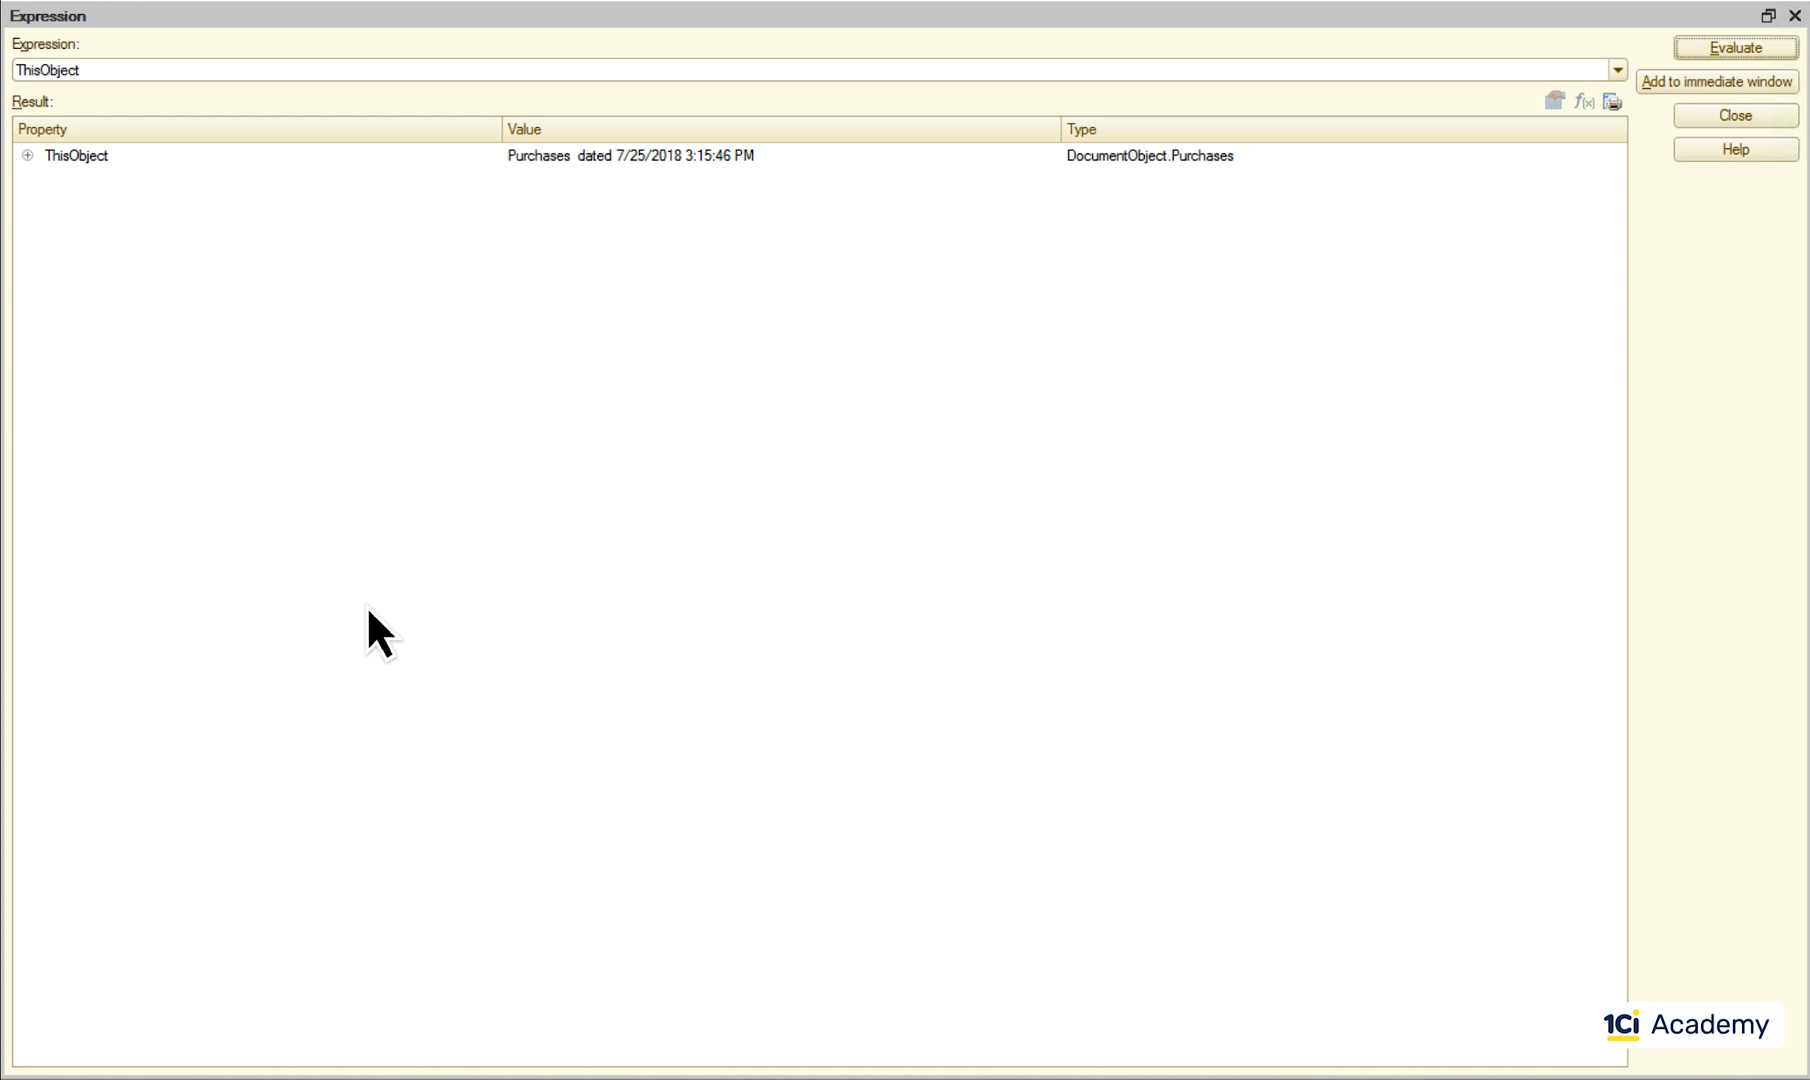 Expression
Expression:
ThisObject
Evaluate
Add to immediate window
Result:
f(x)
Close
Property Value Type
Help
ThisObject Purchases dated 7/25/2018 3:15:46 PM DocumentObject.Purchases
1Ci Academy